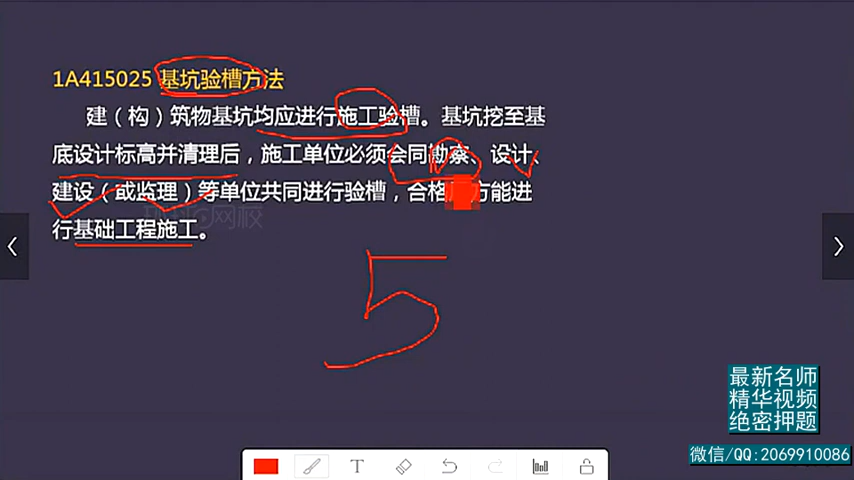 1A415025 基坑验槽方法
建（构）筑物基坑均应进行施工验槽。基坑挖至基
底设计标高并清理后，施工单位必须会同勘察、设计、
建设（或监理）等单位共同进行验槽，合格方能进
行基础工程施工。
5
最新名师
精华视频
绝密押题
微信/QQ:2069910086
T